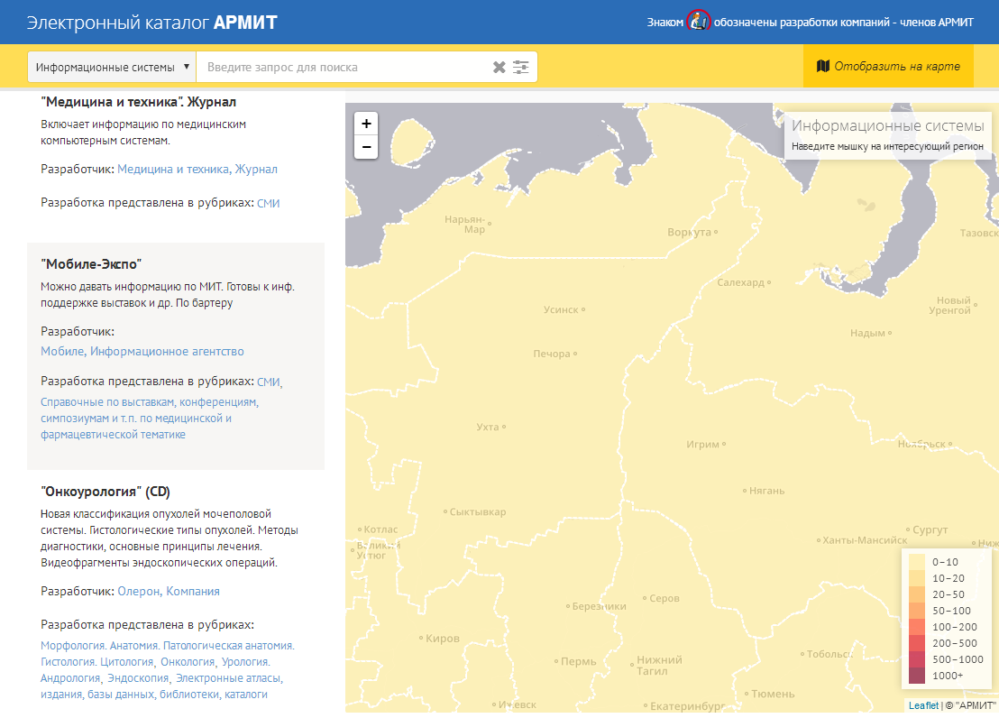 Электронный каталог АРМИТ
Знаком обозначены разработки компаний - членов АРМИТ
Информационные системы ▼
Введите запрос для поиска
Отобразить на карте
"Медицина и техника". Журнал
Включает информацию по медицинским
компьютерным системам.
Разработчик: Медицина и техника, Журнал
Разработка представлена в рубриках: СМИ
"Мобиле-Экспо"
Можно давать информацию по МИТ. Готовы к инф.
поддержке выставок и др. По бартеру
Разработчик:
Мобиле, Информационное агентство
Разработка представлена в рубриках: СМИ,
Справочные по выставкам, конференциям,
симпозиумам и т.п. по медицинской и
фармацевтической тематике
"Онкоурология" (CD)
Новая классификация опухолей мочеполовой
системы. Гистологические типы опухолей. Методы
диагностики, основные принципы лечения.
Видеофрагменты эндоскопических операций.
Разработчик: Олерон, Компания
Разработка представлена в рубриках:
Морфология. Анатомия. Патологическая анатомия.
Гистология. Цитология, Онкология, Урология.
Андрология, Эндоскопия, Электронные атласы,
издания, базы данных, библиотеки, каталоги
+
−
Информационные системы
Наведите мышку на интересующий регион
Нарьян-
Мар
Воркута
Тазовск
Салехард
Усинск
Новый
Уренгой
Надым
Печора
Ухта
Игрим
Ноябрьск
Нягань
Сыктывкар
Котлас
Великий
Устюг
Сургут
Ханты-Мансийск
Ниж
Березники
Серов
Киров
Пермь
Нижний
Тагил
Тобольск
Ижевск
Екатеринбург
Тюмень
0–10
10–20
20–50
50–100
100–200
200–500
500–1000
1000+
Leaflet | © "АРМИТ"